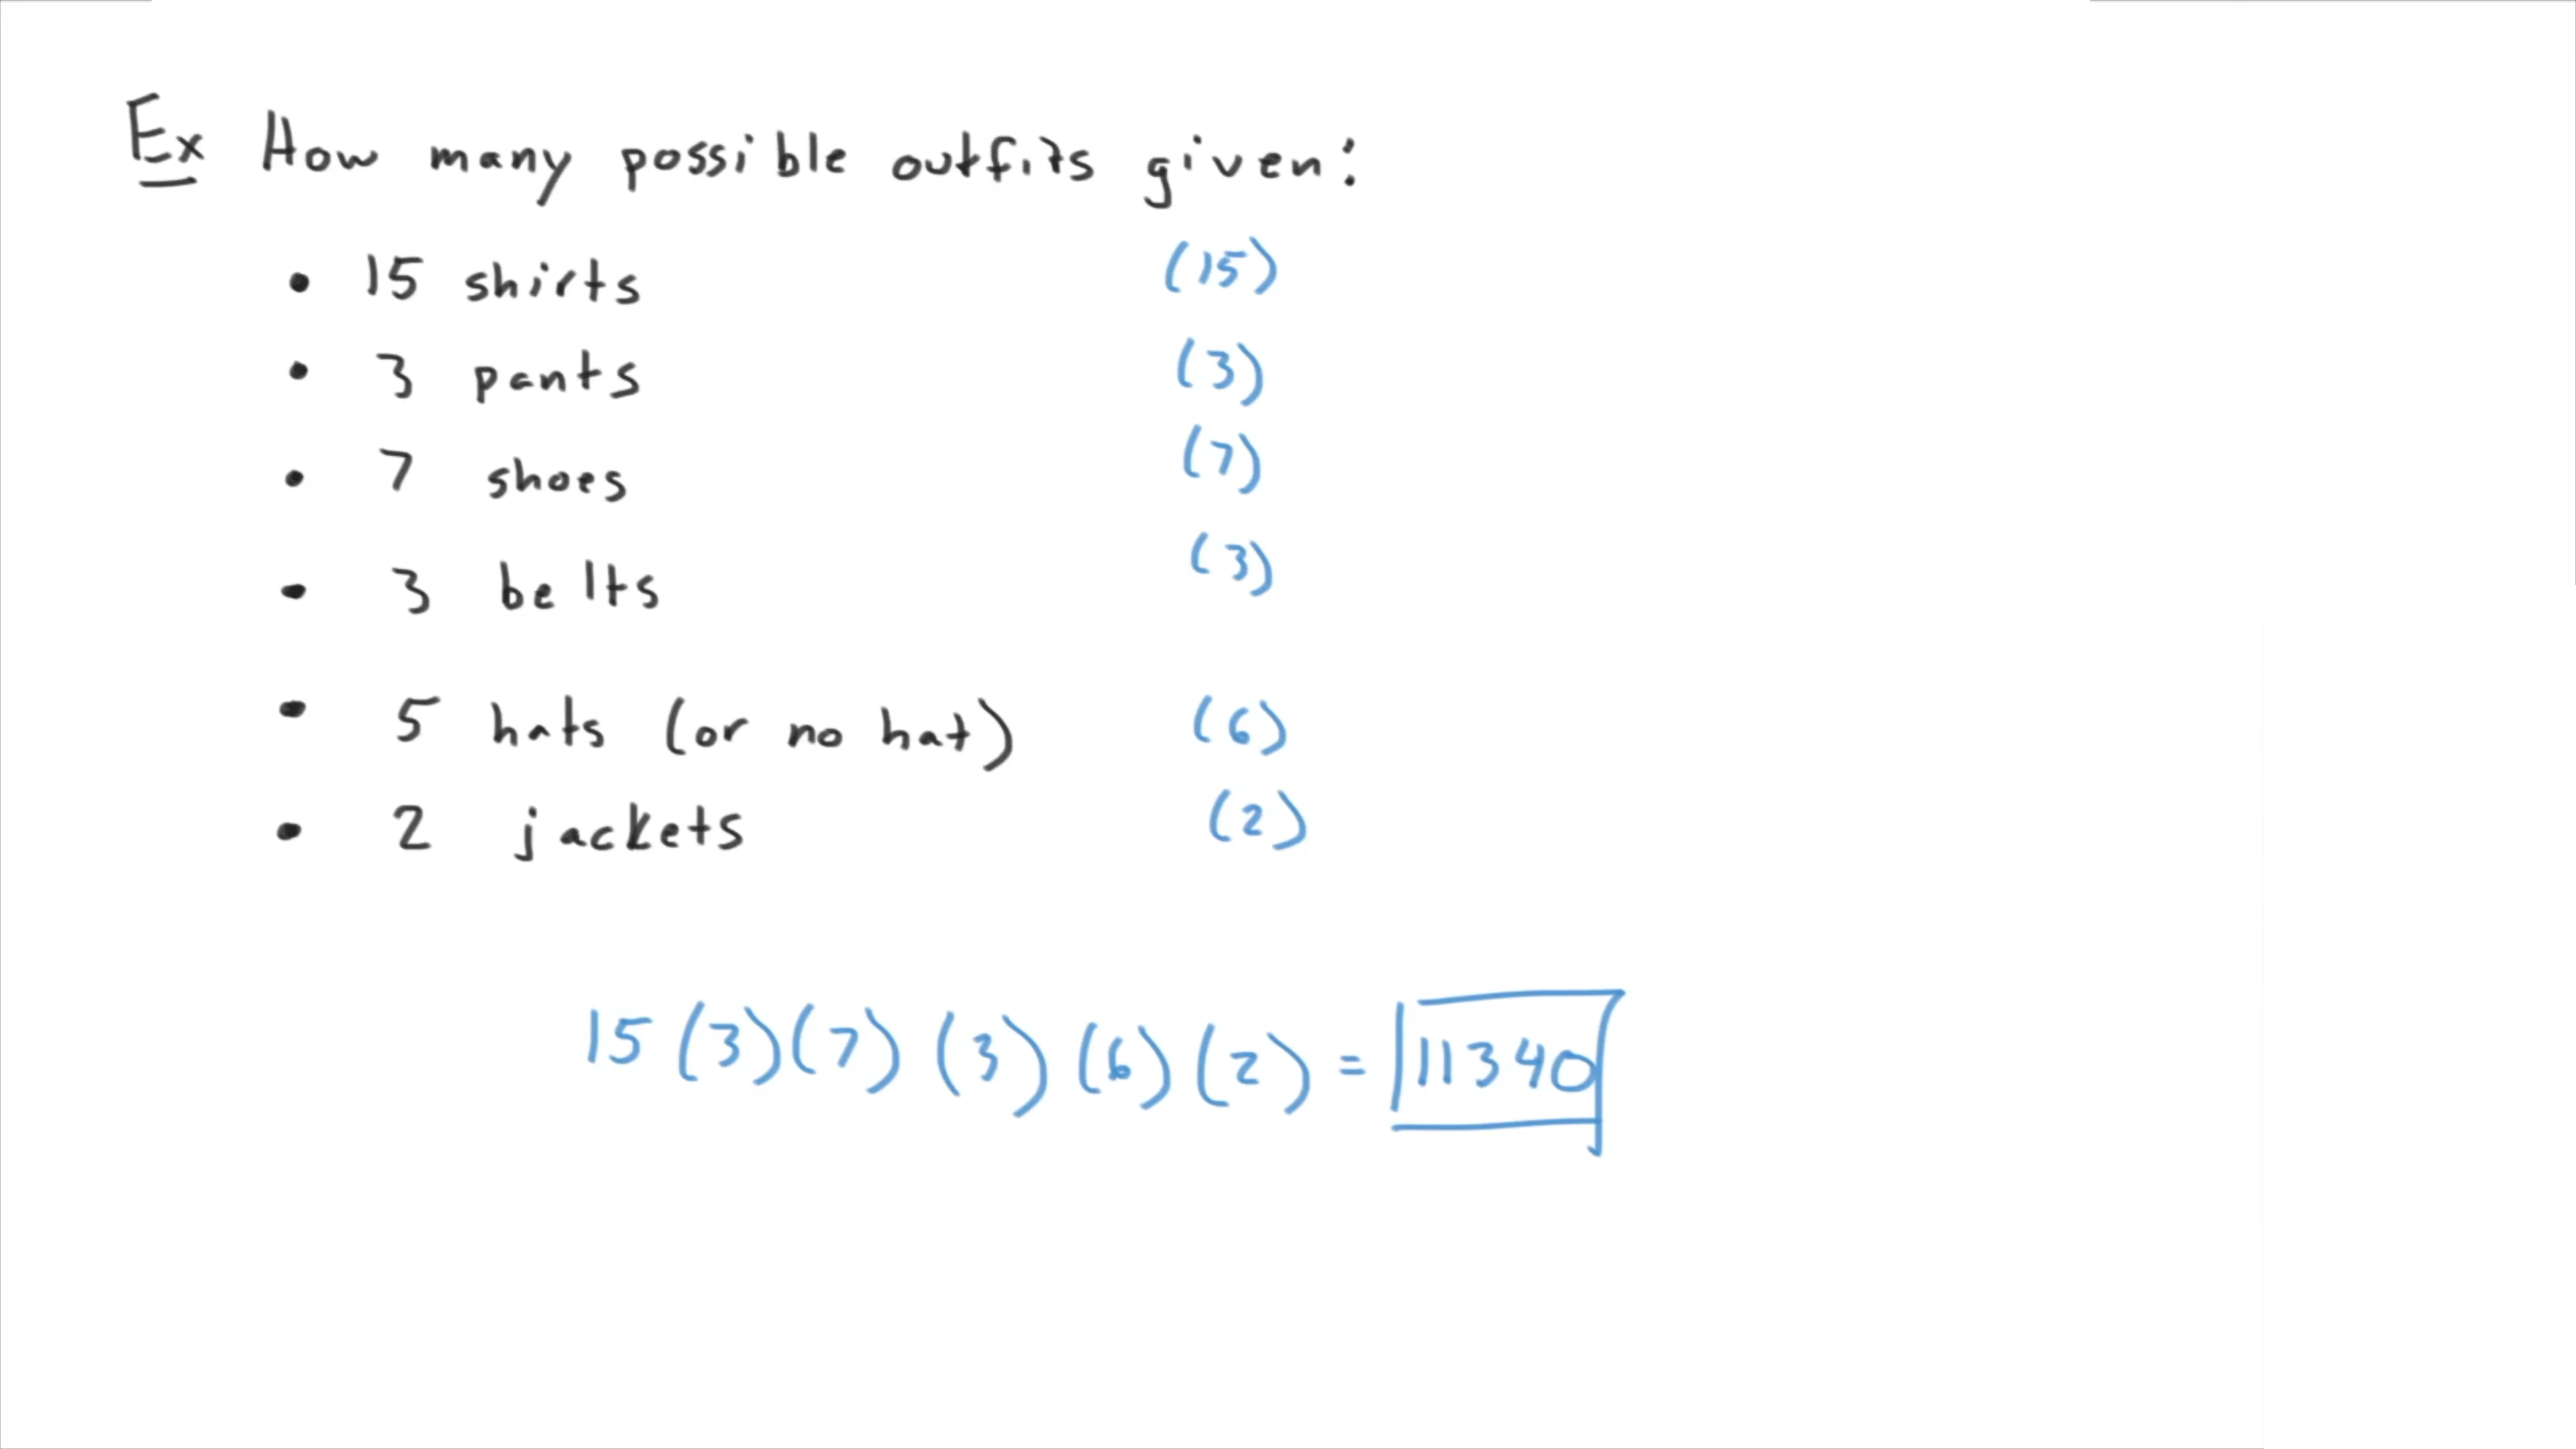 Ex How many possible outfits given:
• 15 shirts (15)
• 3 pants (3)
• 7 shoes (7)
• 3 belts (3)
• 5 hats (or no hat) (6)
• 2 jackets (2)
15(3)(7)(3)(6)(2) = 11340